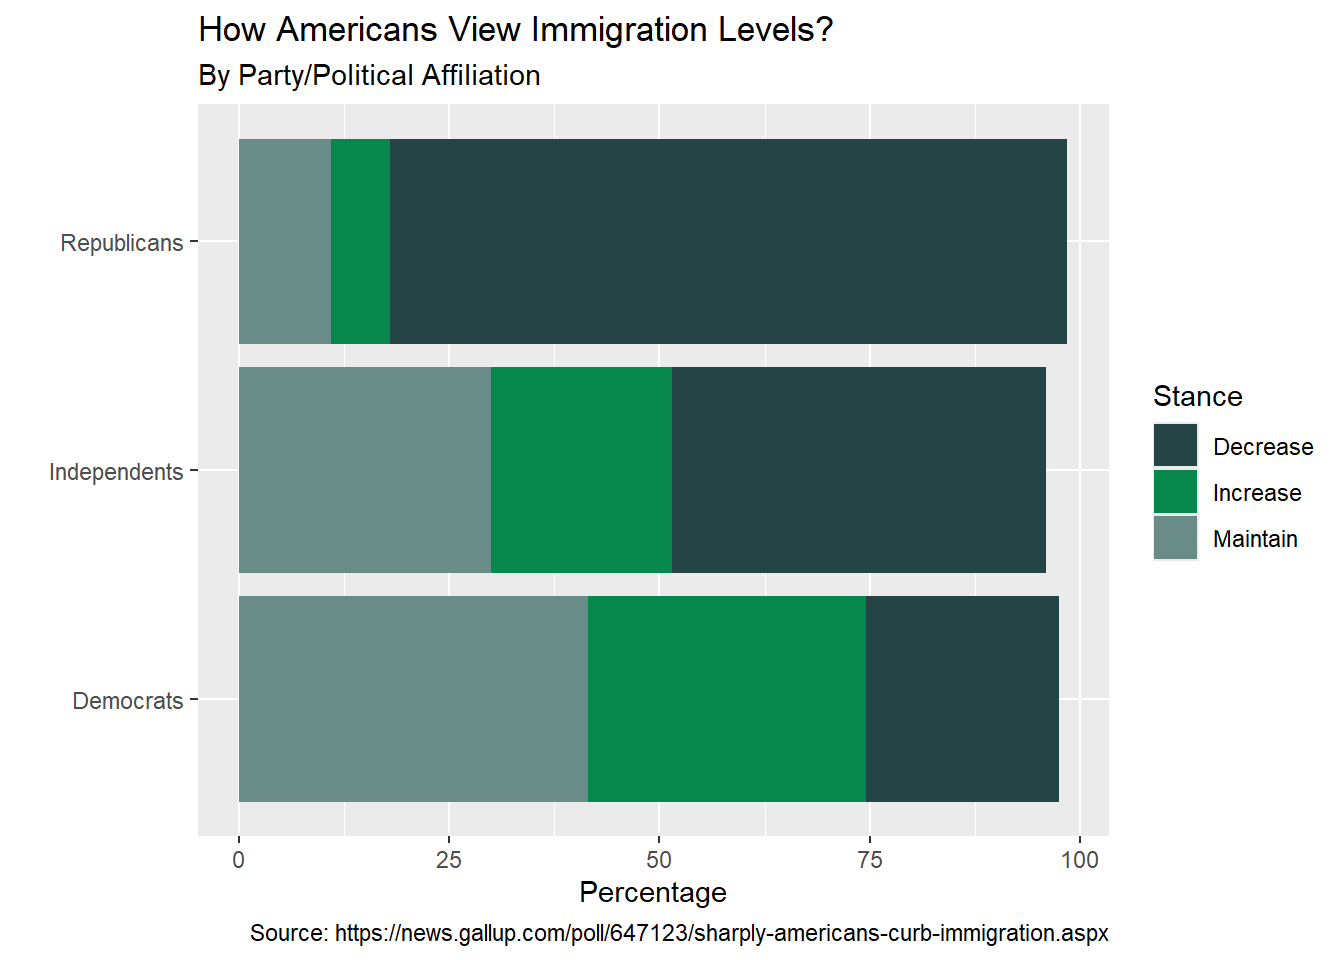 How Americans View Immigration Levels?
By Party/Political Affiliation
Republicans
Independents
Democrats
0 25 50 75 100
Percentage
Stance
Decrease
Increase
Maintain
Source: https://news.gallup.com/poll/647123/sharply-americans-curb-immigration.aspx